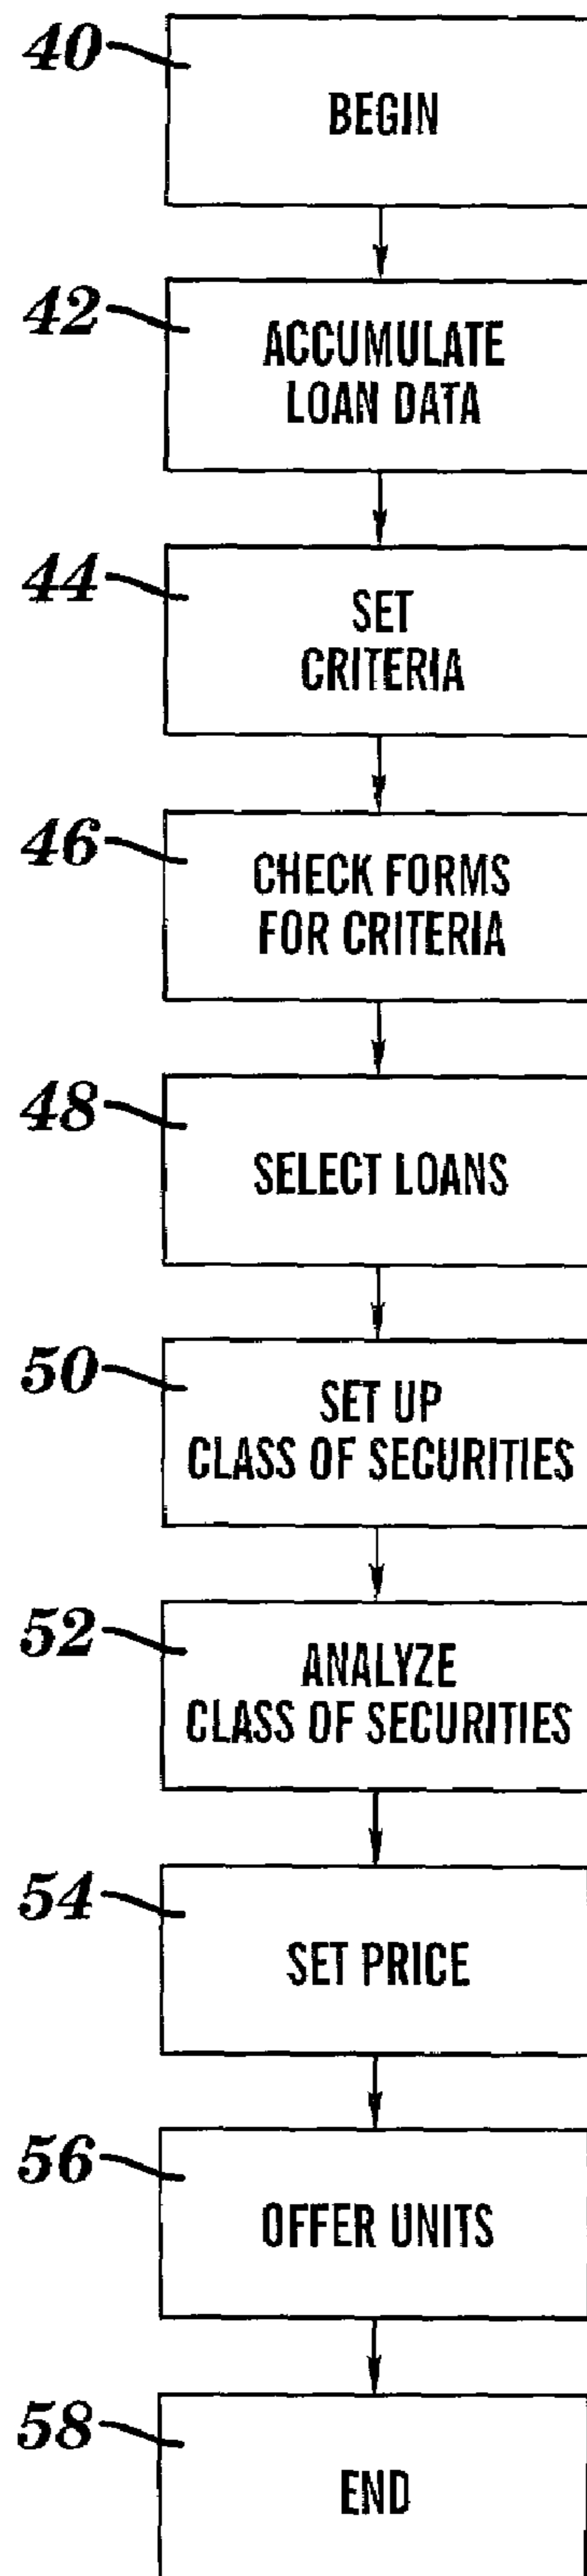 40
BEGIN
42
ACCUMULATE
LOAN DATA
44
SET
CRITERIA
46
CHECK FORMS
FOR CRITERIA
48
SELECT LOANS
50
SET UP
CLASS OF SECURITIES
52
ANALYZE
CLASS OF SECURITIES
54
SET PRICE
56
OFFER UNITS
58
END